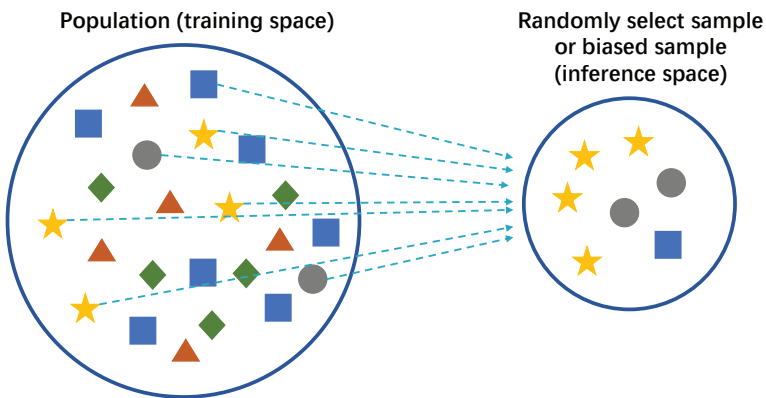 Population (training space)
Randomly select sample
or biased sample
(inference space)